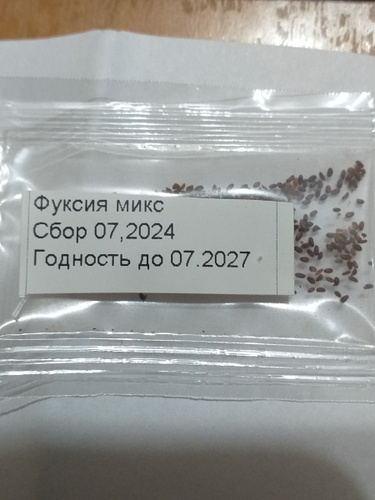 Фуксия микс
Сбор 07,2024
Годность до 07.2027